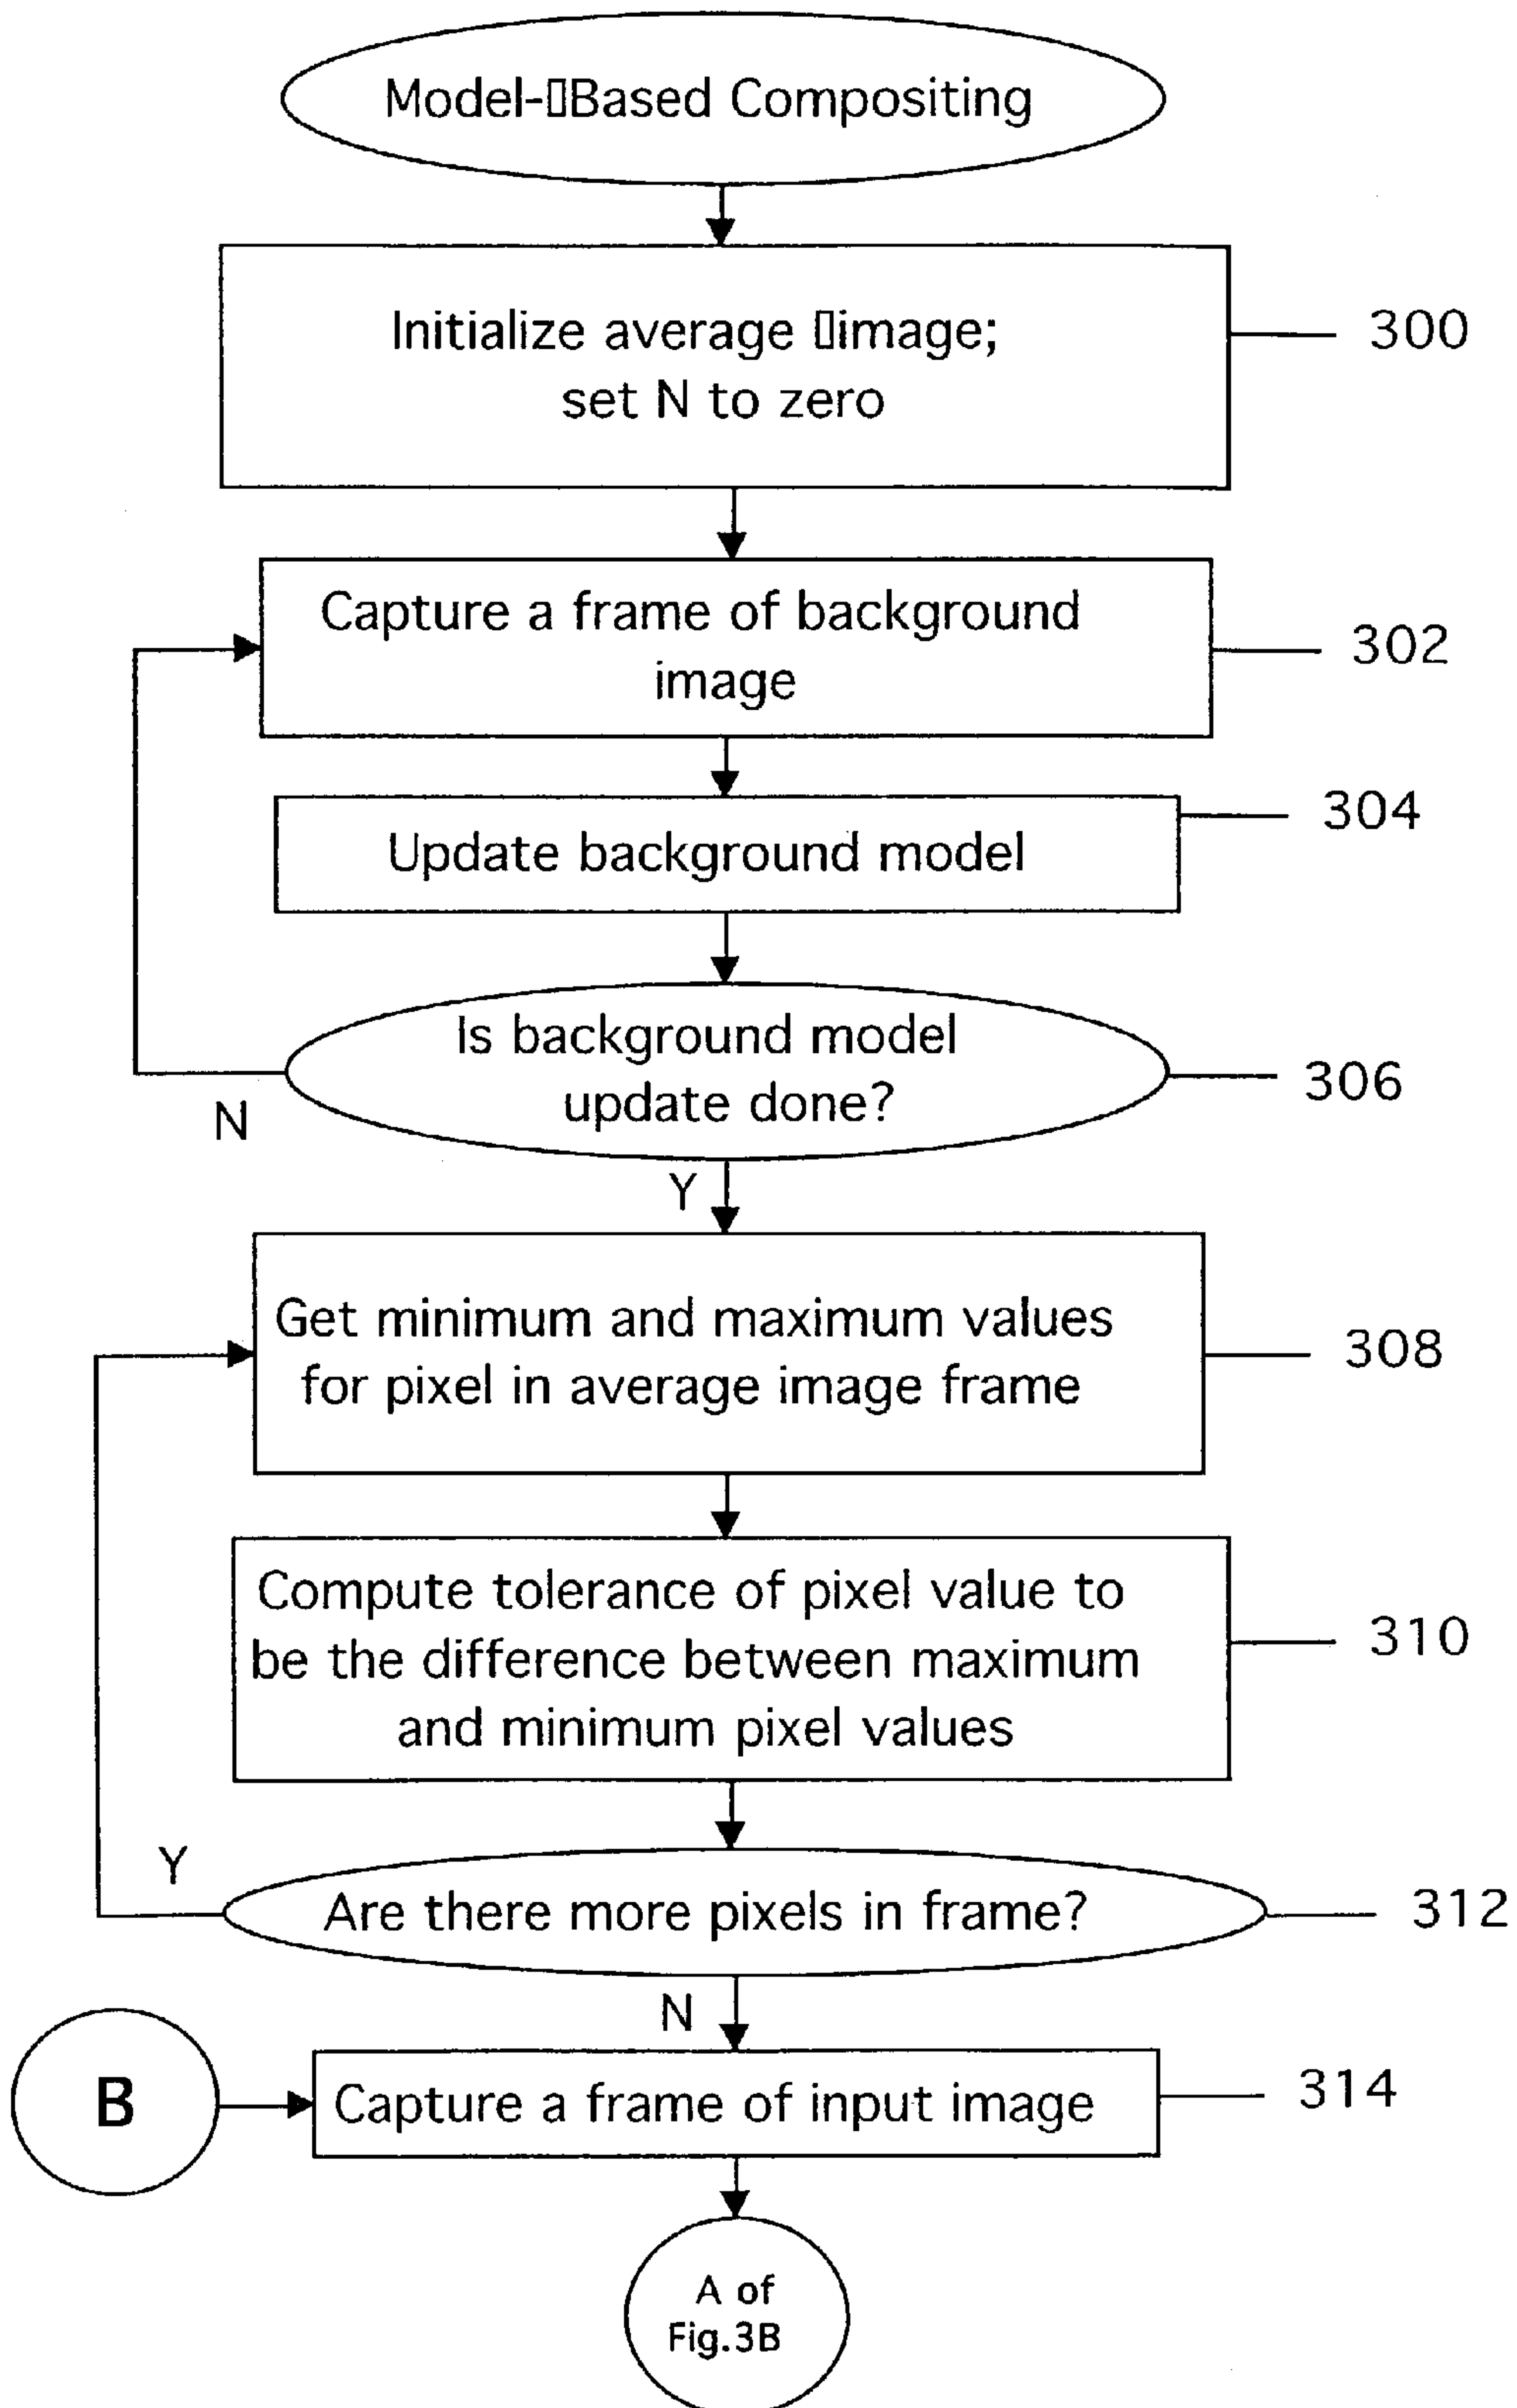 Model-▯Based Compositing
Initialize average ▯image;
set N to zero
300
Capture a frame of background
image
302
Update background model
304
Is background model
update done?
306
N
Y
Get minimum and maximum values
for pixel in average image frame
308
Compute tolerance of pixel value to
be the difference between maximum
and minimum pixel values
310
Y
Are there more pixels in frame?
312
N
B
Capture a frame of input image
314
A of
Fig.3B